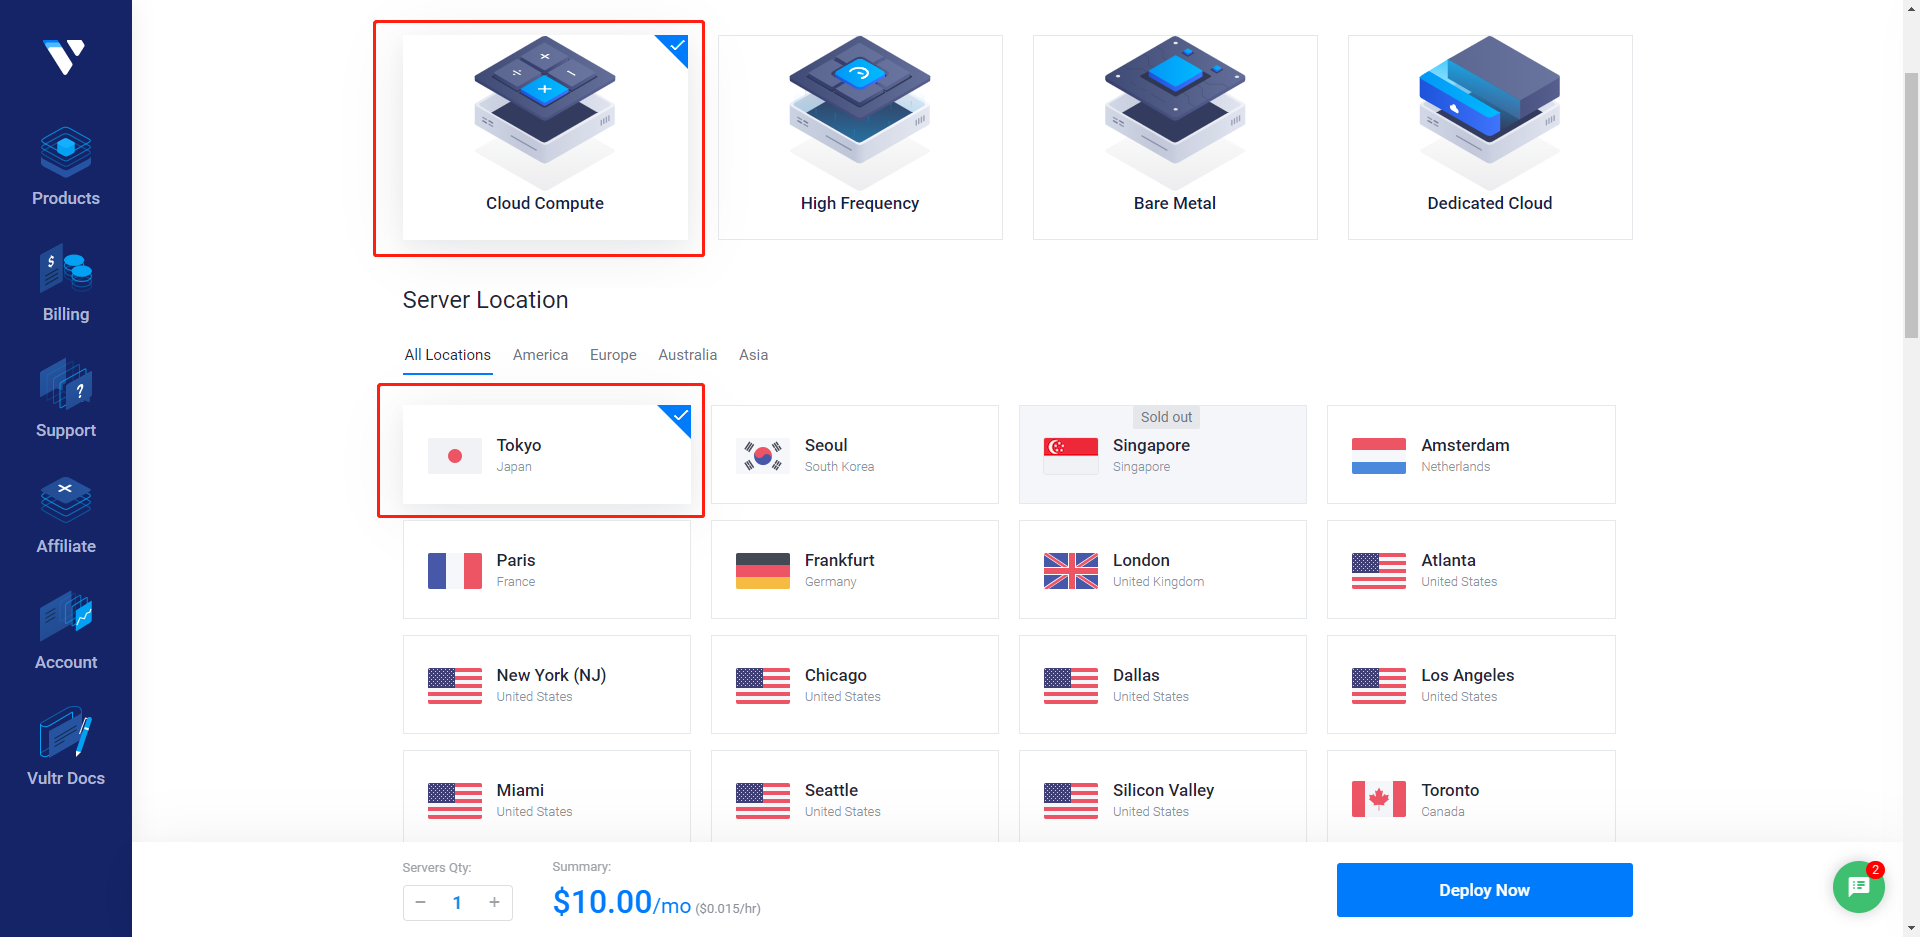 Products
Billing
Support
Affiliate
Account
Vultr Docs
Cloud Compute
High Frequency
Bare Metal
Dedicated Cloud
Server Location
All Locations America Europe Australia Asia
Tokyo
Japan
Seoul
South Korea
Sold out
Singapore
Singapore
Amsterdam
Netherlands
Paris
France
Frankfurt
Germany
London
United Kingdom
Atlanta
United States
New York (NJ)
United States
Chicago
United States
Dallas
United States
Los Angeles
United States
Miami
United States
Seattle
United States
Silicon Valley
United States
Toronto
Canada
Servers Qty:
− 1 +
Summary:
$10.00/mo ($0.015/hr)
Deploy Now
2